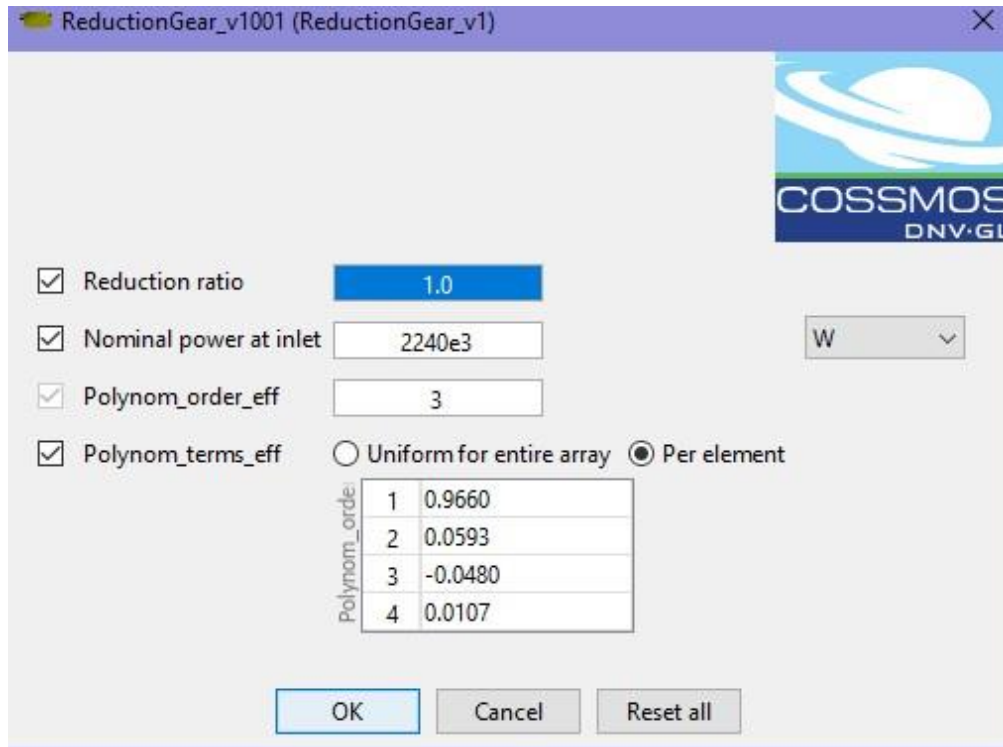 ReductionGear_v1001 (ReductionGear_v1)
COSSMOS
DNV·GL
Reduction ratio 1.0
Nominal power at inlet 2240e3 W
Polynom_order_eff 3
Polynom_terms_eff Uniform for entire array Per element
Polynom_orde
1 0.9660
2 0.0593
3 -0.0480
4 0.0107
OK Cancel Reset all